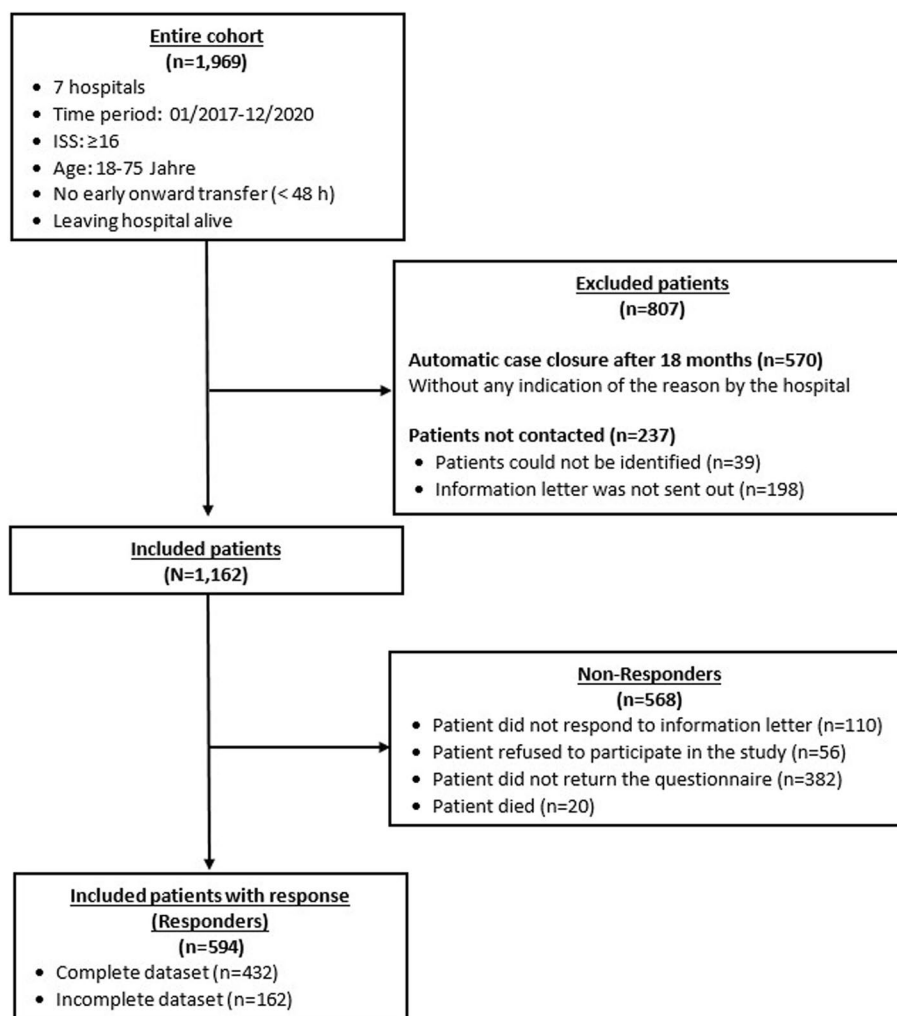 Entire cohort
(n=1,969)
• 7 hospitals
• Time period: 01/2017-12/2020
• ISS: ≥16
• Age: 18-75 Jahre
• No early onward transfer (< 48 h)
• Leaving hospital alive
Excluded patients
(n=807)
Automatic case closure after 18 months (n=570)
Without any indication of the reason by the hospital
Patients not contacted (n=237)
• Patients could not be identified (n=39)
• Information letter was not sent out (n=198)
Included patients
(N=1,162)
Non-Responders
(n=568)
• Patient did not respond to information letter (n=110)
• Patient refused to participate in the study (n=56)
• Patient did not return the questionnaire (n=382)
• Patient died (n=20)
Included patients with response
(Responders)
(n=594)
• Complete dataset (n=432)
• Incomplete dataset (n=162)